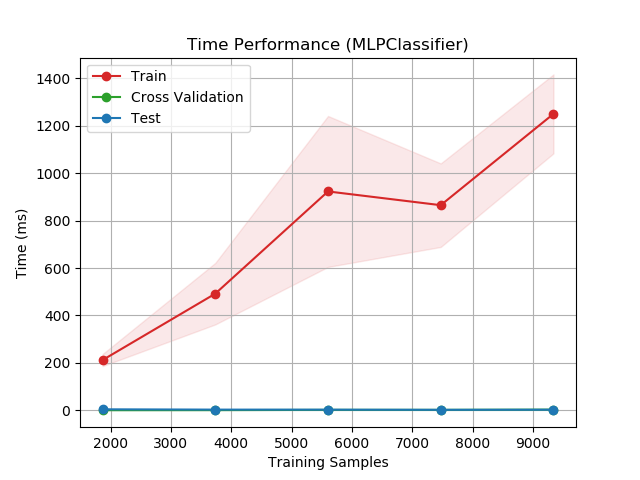 Time Performance (MLPClassifier)
Train
Cross Validation
Test
1400
1200
1000
800
600
400
200
0
Time (ms)
2000 3000 4000 5000 6000 7000 8000 9000
Training Samples